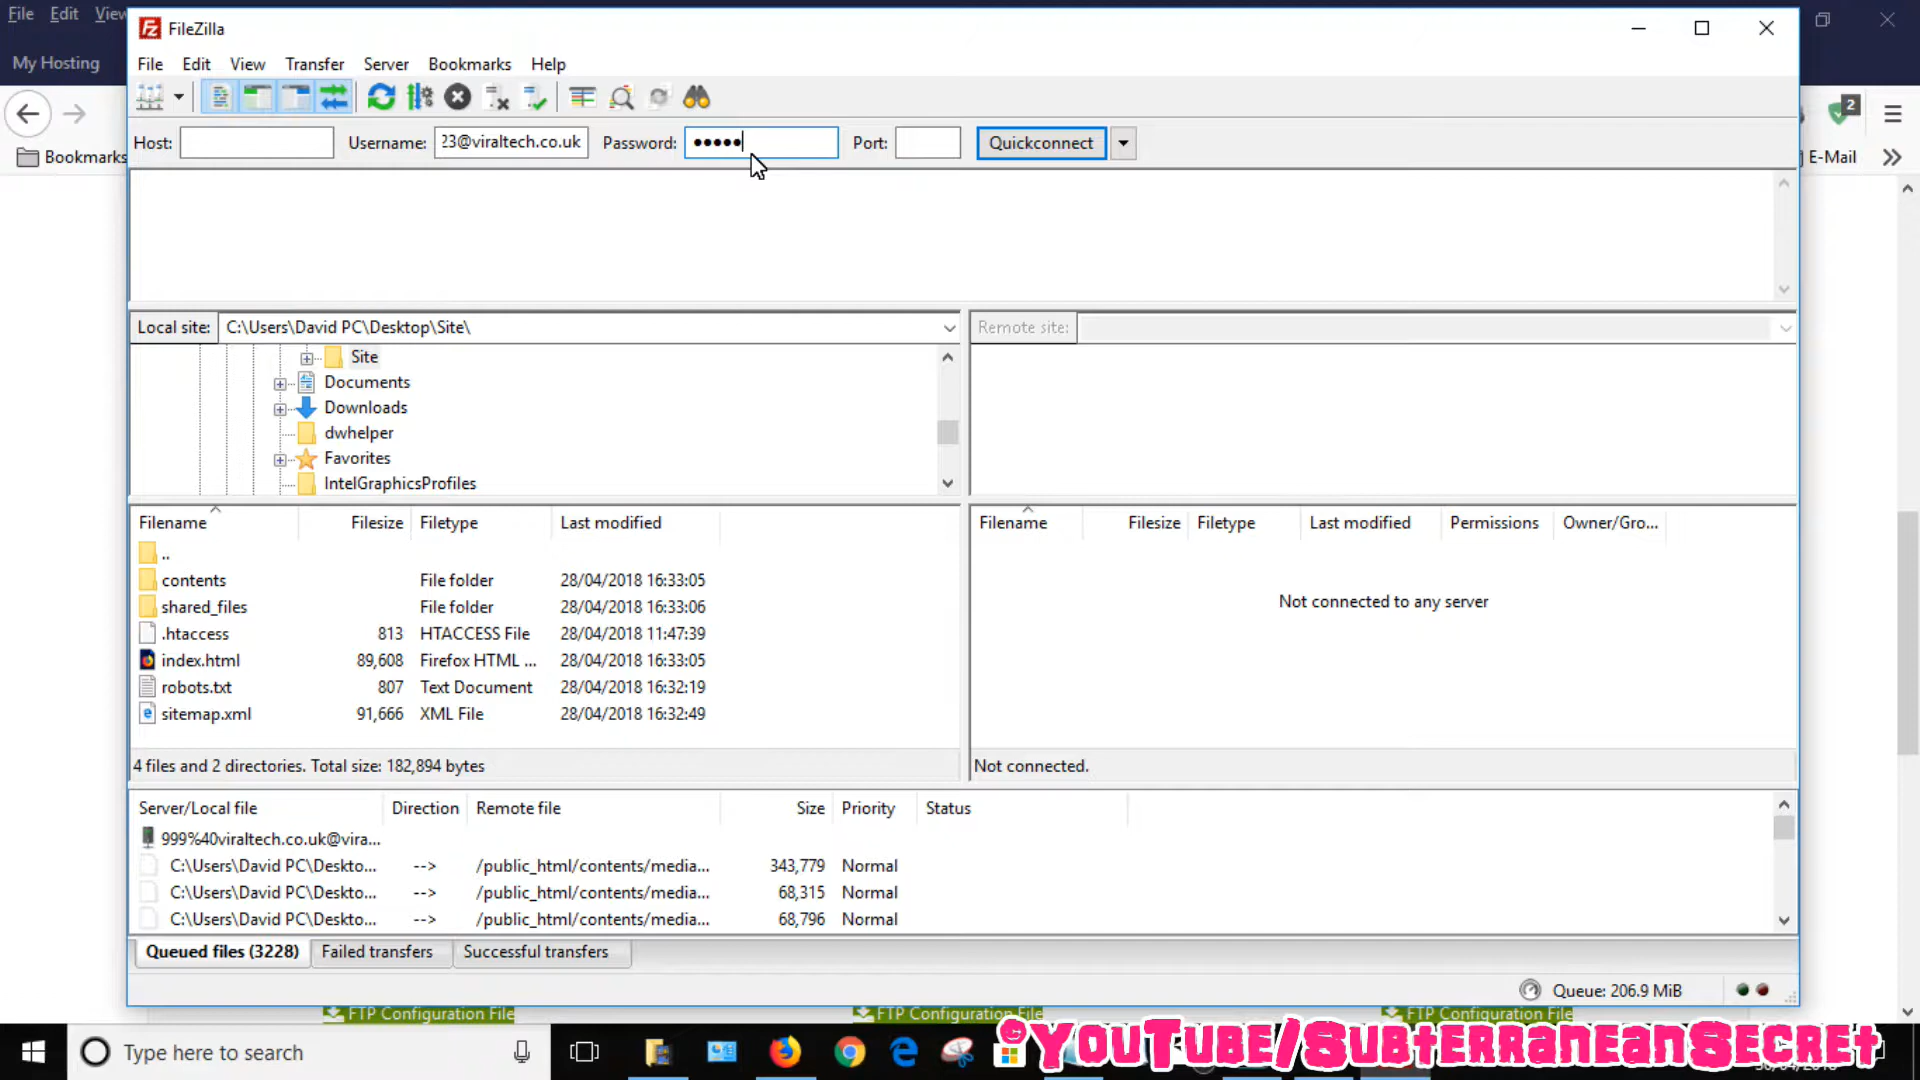 File Edit View
FileZilla
My Hosting
File Edit View Transfer Server Bookmarks Help
2
Host: Username: 23@viraltech.co.uk Password: ●●●●● Port: Quickconnect
Bookmarks
E-Mail
Local site: C:\Users\David PC\Desktop\Site\
Remote site:
Site
Documents
Downloads
dwhelper
Favorites
IntelGraphicsProfiles
Filename Filesize Filetype Last modified
Filename Filesize Filetype Last modified Permissions Owner/Gro...
..
contents File folder 28/04/2018 16:33:05
shared_files File folder 28/04/2018 16:33:06
.htaccess 813 HTACCESS File 28/04/2018 11:47:39
index.html 89,608 Firefox HTML ... 28/04/2018 16:33:05
robots.txt 807 Text Document 28/04/2018 16:32:19
sitemap.xml 91,666 XML File 28/04/2018 16:32:49
Not connected to any server
4 files and 2 directories. Total size: 182,894 bytes
Not connected.
Server/Local file Direction Remote file Size Priority Status
999%40viraltech.co.uk@vira...
C:\Users\David PC\Deskto... --> /public_html/contents/media... 343,779 Normal
C:\Users\David PC\Deskto... --> /public_html/contents/media... 68,315 Normal
C:\Users\David PC\Deskto... --> /public_html/contents/media... 68,796 Normal
Queued files (3228) Failed transfers Successful transfers
Queue: 206.9 MiB
FTP Configuration File FTP Configuration File FTP Configuration File
Type here to search
@YouTube/SubterraneanSecret